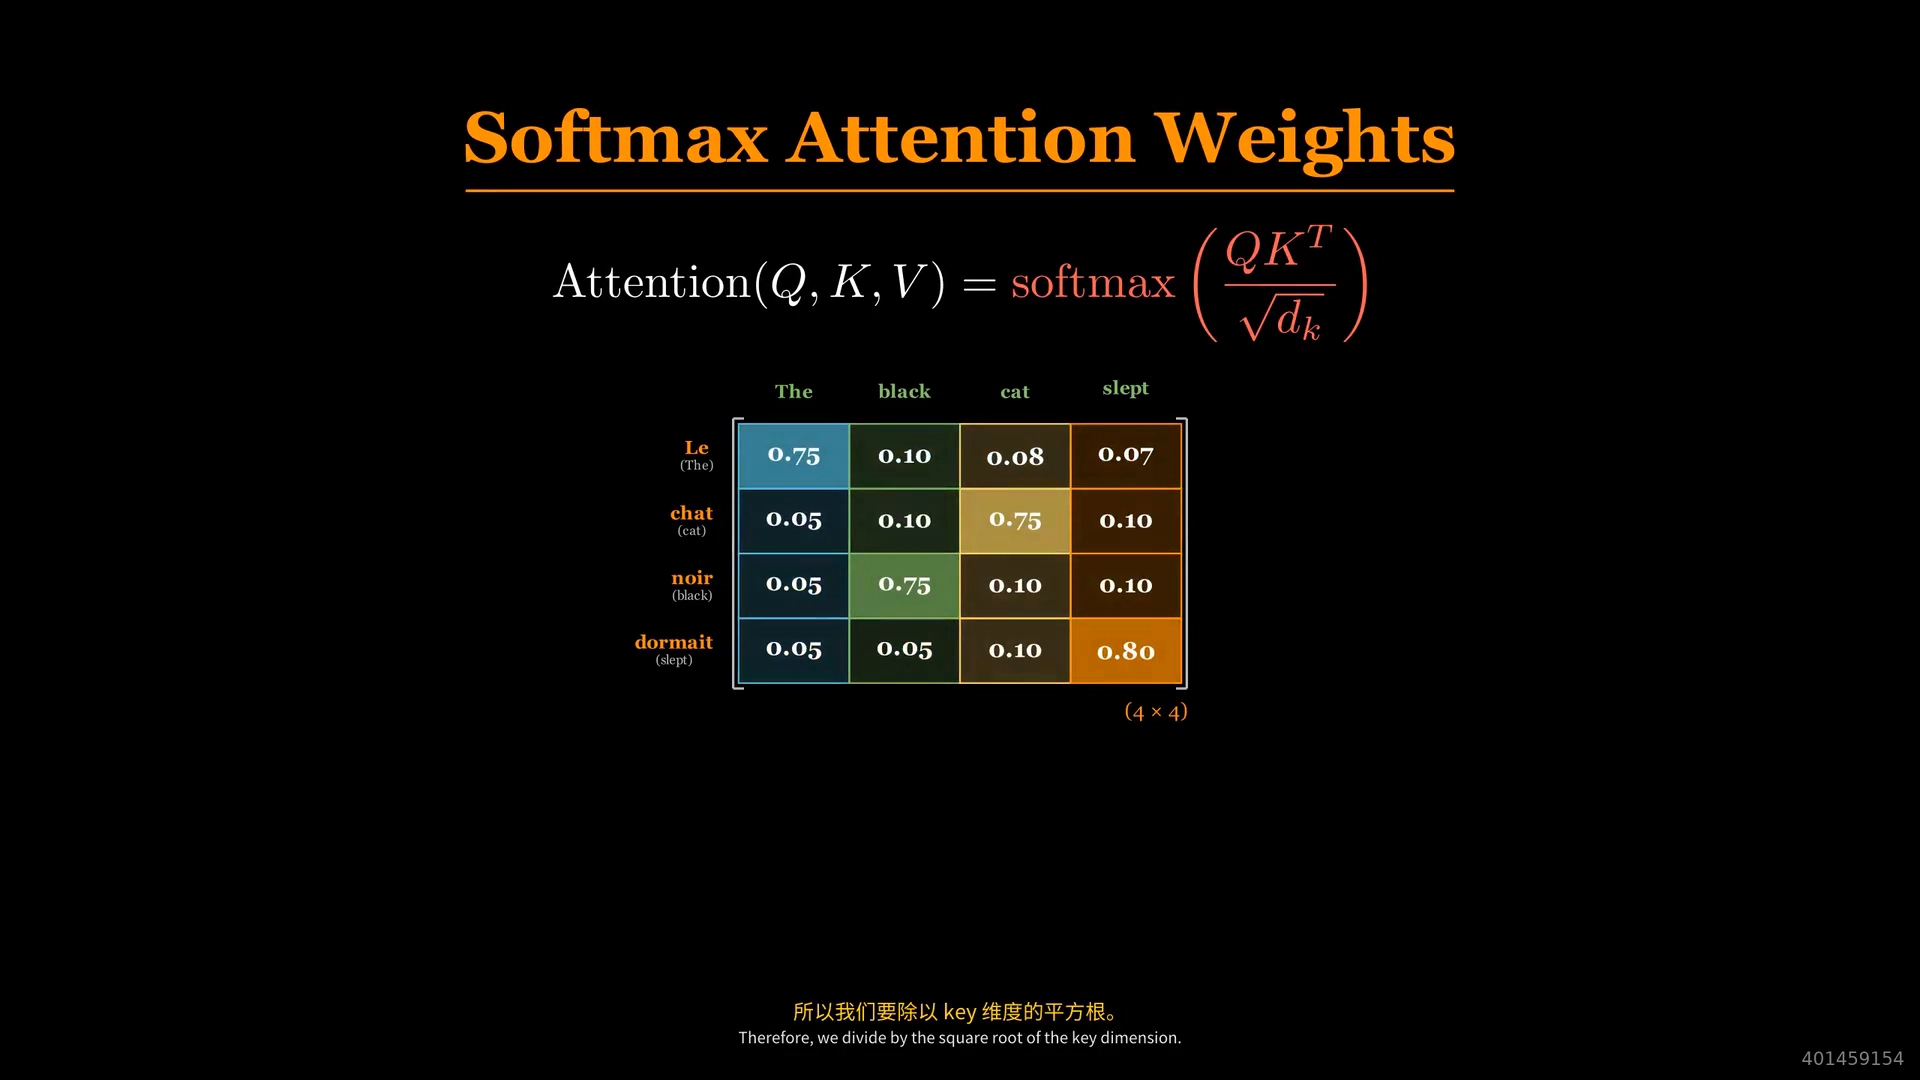 Softmax Attention Weights
Attention(Q, K, V) = softmax(QK^T / √d_k)
The black cat slept
Le 0.75 0.10 0.08 0.07
(The)
chat 0.05 0.10 0.75 0.10
(cat)
noir 0.05 0.75 0.10 0.10
(black)
dormait 0.05 0.05 0.10 0.80
(slept)
(4 × 4)
所以我们要除以 key 维度的平方根。
Therefore, we divide by the square root of the key dimension.
401459154